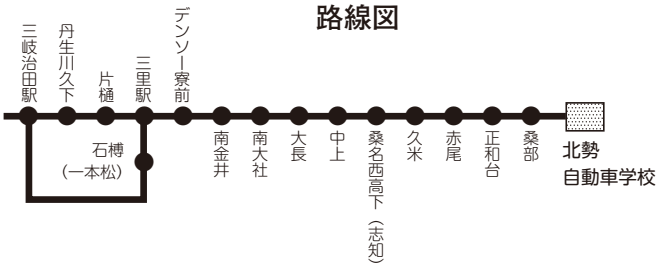 路線図
三岐治田駅
丹生川久下
片樋
三里駅
デンソー寮前
石榑
（一本松）
南金井
南大社
大長
中上
桑名西高下（志知）
久米
赤尾
正和台
桑部
北勢
自動車学校